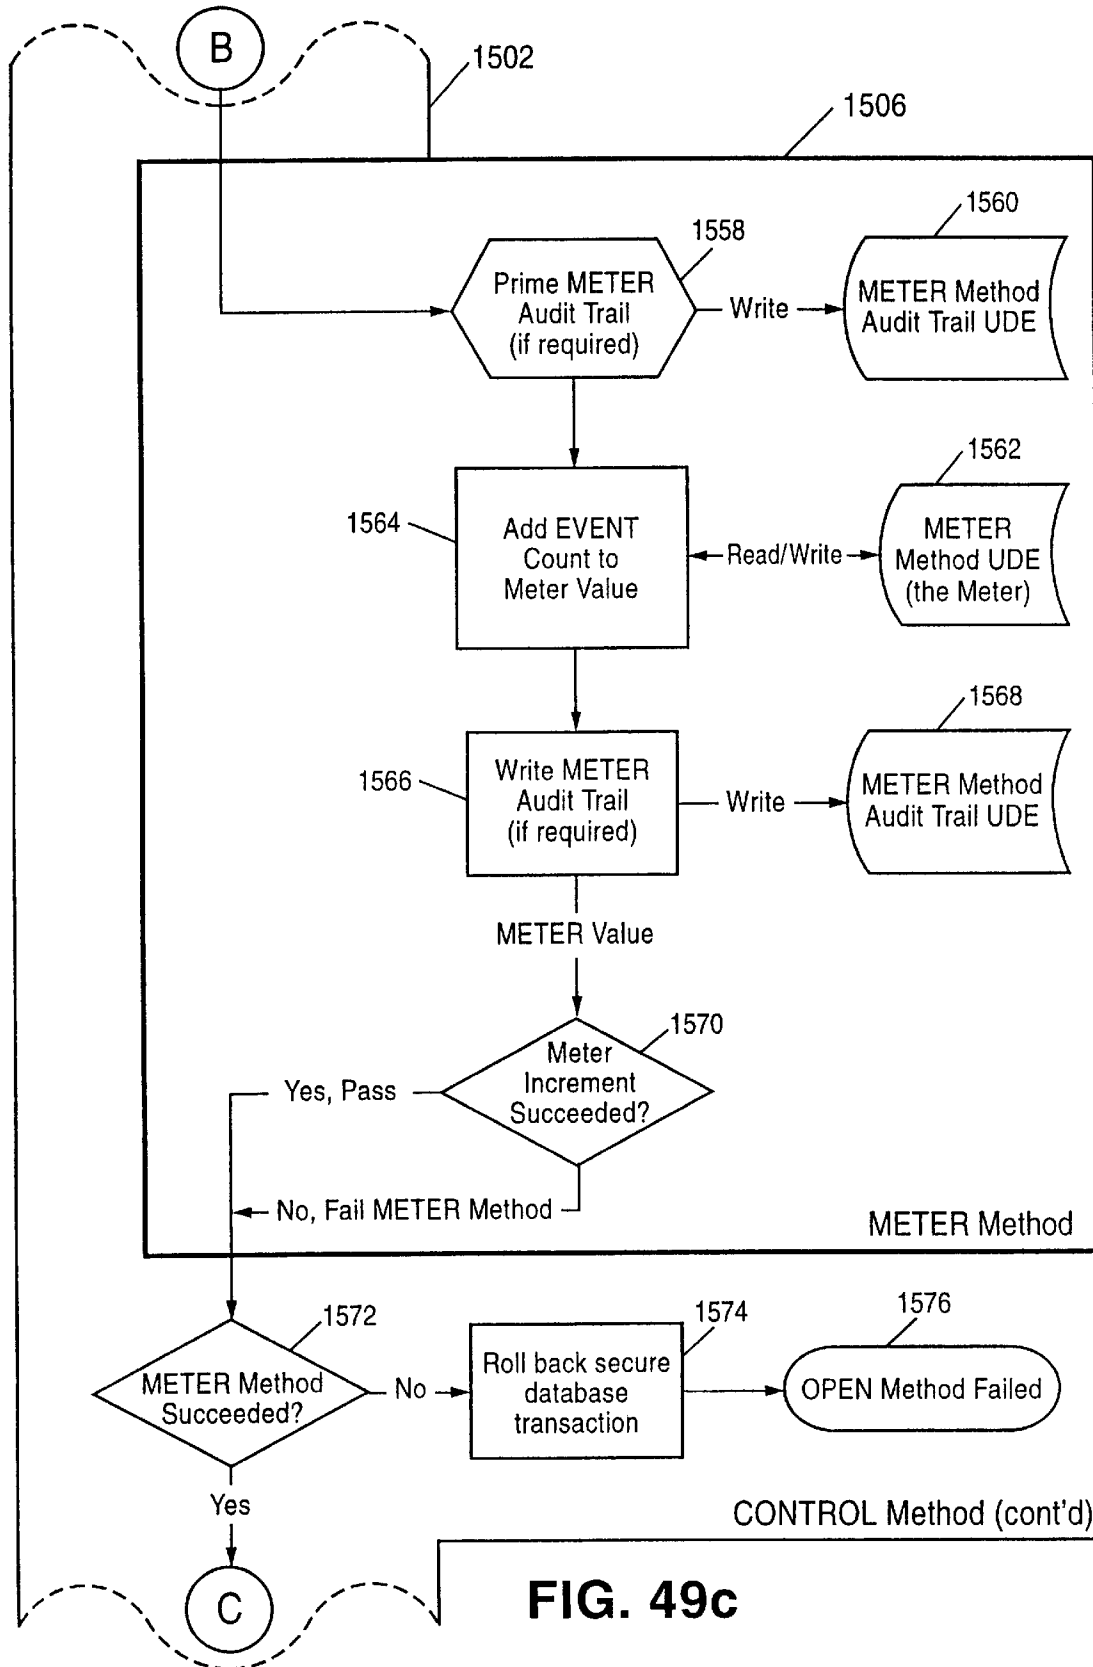 B
1502
1506
1560
1558
Prime METER
Audit Trail
(if required)
Write
METER Method
Audit Trail UDE
1562
1564
Add EVENT
Count to
Meter Value
Read/Write
METER
Method UDE
(the Meter)
1568
1566
Write METER
Audit Trail
(if required)
Write
METER Method
Audit Trail UDE
METER Value
1570
Meter
Increment
Succeeded?
Yes, Pass
No, Fail METER Method
METER Method
1572
METER Method
Succeeded?
No
1574
Roll back secure
database
transaction
1576
OPEN Method Failed
Yes
CONTROL Method (cont'd)
C
FIG. 49c